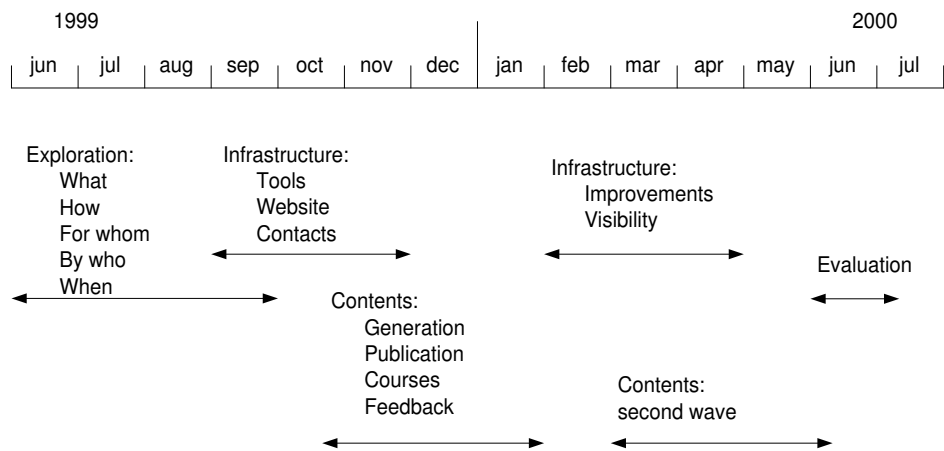 1999 2000
jun jul aug sep oct nov dec jan feb mar apr may jun jul
Exploration:
What
How
For whom
By who
When
Infrastructure:
Tools
Website
Contacts
Infrastructure:
Improvements
Visibility
Evaluation
Contents:
Generation
Publication
Courses
Feedback
Contents:
second wave